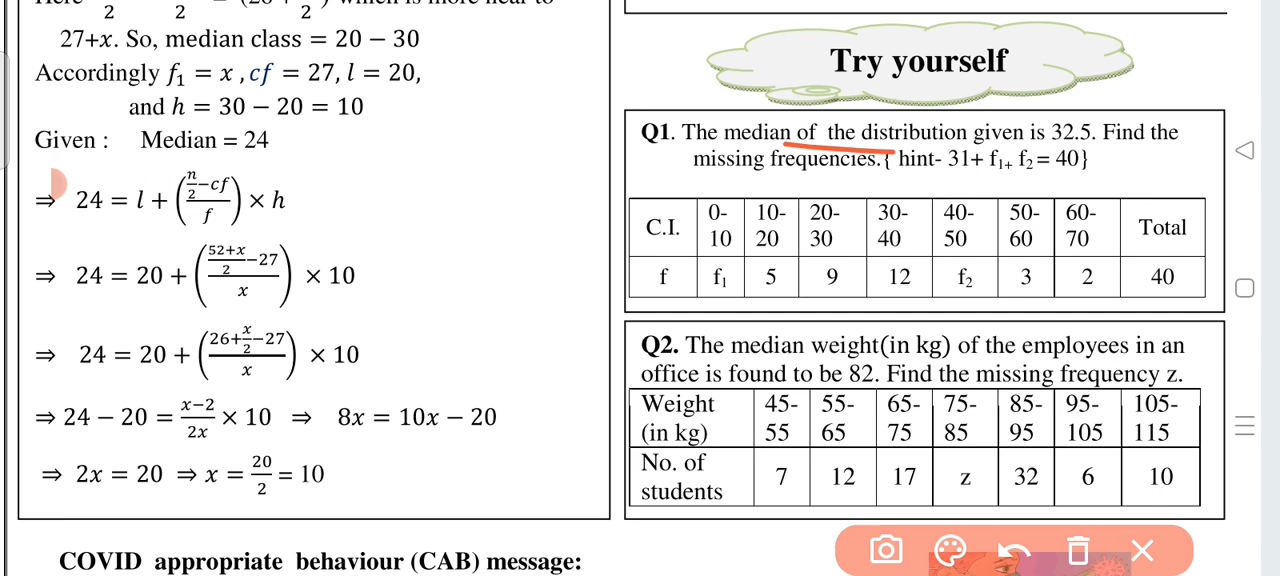 27+x. So, median class = 20 − 30
Accordingly f₁ = x , cf = 27, l = 20,
and h = 30 − 20 = 10
Given : Median = 24
⇒ 24 = l + ((n/2 − cf)/f) × h
⇒ 24 = 20 + (((52+x)/2 − 27)/x) × 10
⇒ 24 = 20 + ((26+x/2−27)/x) × 10
⇒ 24 − 20 = (x−2)/2x × 10 ⇒ 8x = 10x − 20
⇒ 2x = 20 ⇒ x = 20/2 = 10
COVID appropriate behaviour (CAB) message:
Try yourself
Q1. The median of the distribution given is 32.5. Find the
missing frequencies.{ hint- 31+ f₁₊ f₂ = 40}
C.I. 0-10 10-20 20-30 30-40 40-50 50-60 60-70 Total
f f₁ 5 9 12 f₂ 3 2 40
Q2. The median weight(in kg) of the employees in an
office is found to be 82. Find the missing frequency z.
Weight (in kg) 45-55 55-65 65-75 75-85 85-95 95-105 105-115
No. of students 7 12 17 z 32 6 10